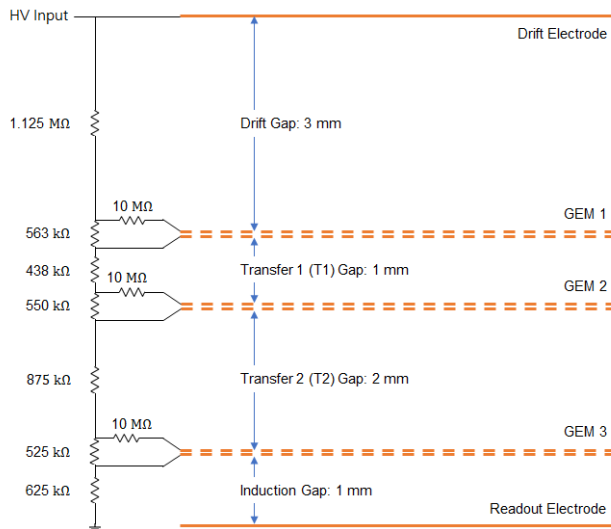 HV Input
Drift Electrode
1.125 MΩ
Drift Gap: 3 mm
10 MΩ
GEM 1
563 kΩ
438 kΩ
10 MΩ
Transfer 1 (T1) Gap: 1 mm
GEM 2
550 kΩ
875 kΩ
Transfer 2 (T2) Gap: 2 mm
10 MΩ
GEM 3
525 kΩ
625 kΩ
Induction Gap: 1 mm
Readout Electrode